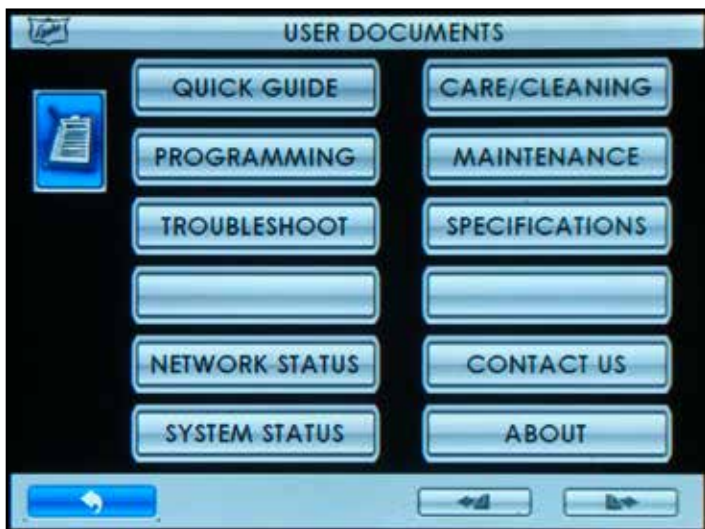 USER DOCUMENTS
QUICK GUIDE
CARE/CLEANING
PROGRAMMING
MAINTENANCE
TROUBLESHOOT
SPECIFICATIONS
NETWORK STATUS
CONTACT US
SYSTEM STATUS
ABOUT